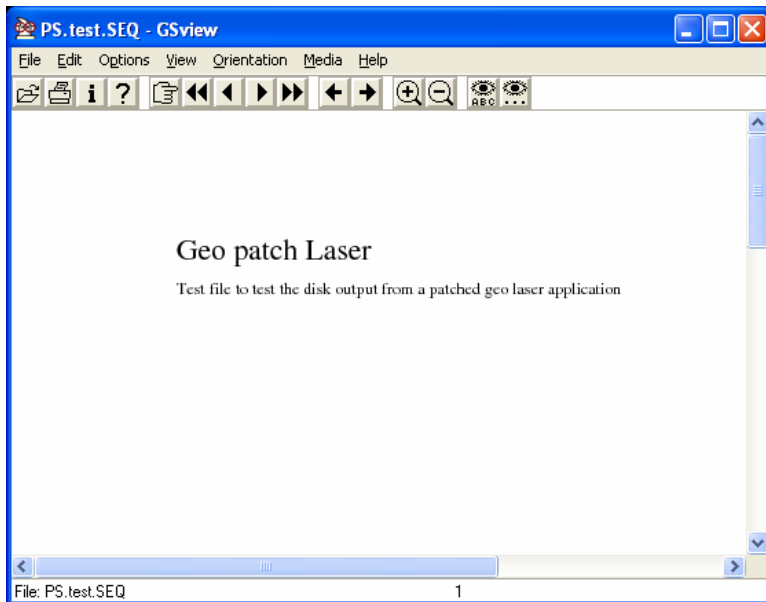 PS.test.SEQ - GSview
File Edit Options View Orientation Media Help
i ? ABC
Geo patch Laser
Test file to test the disk output from a patched geo laser application
File: PS.test.SEQ 1